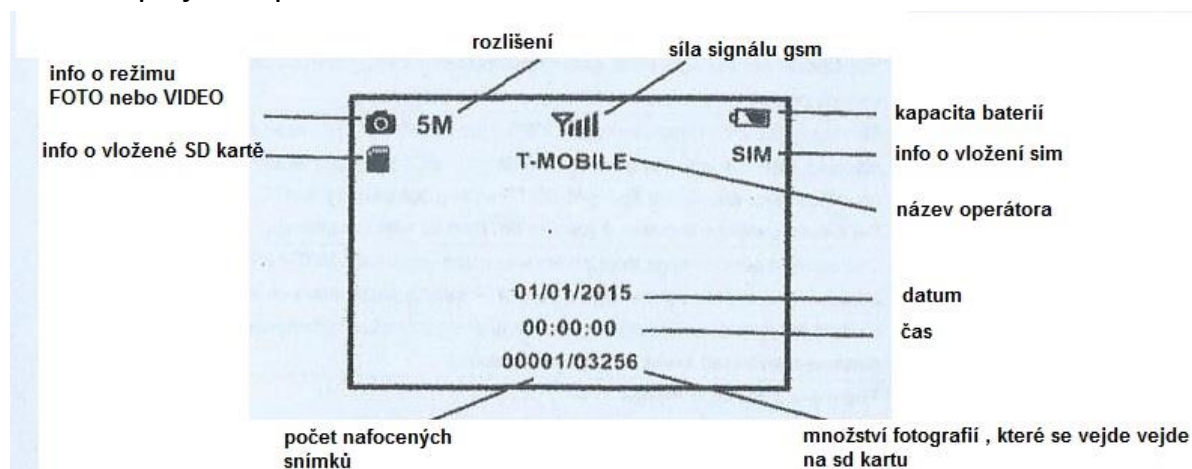 rozlišení
síla signálu gsm
info o režimu
FOTO nebo VIDEO
kapacita baterií
5M
info o vložené SD kartě
T-MOBILE
SIM
info o vložení sim
název operátora
01/01/2015
datum
00:00:00
čas
00001/03256
počet nafocených
snímků
množství fotografií , které se vejde vejde
na sd kartu